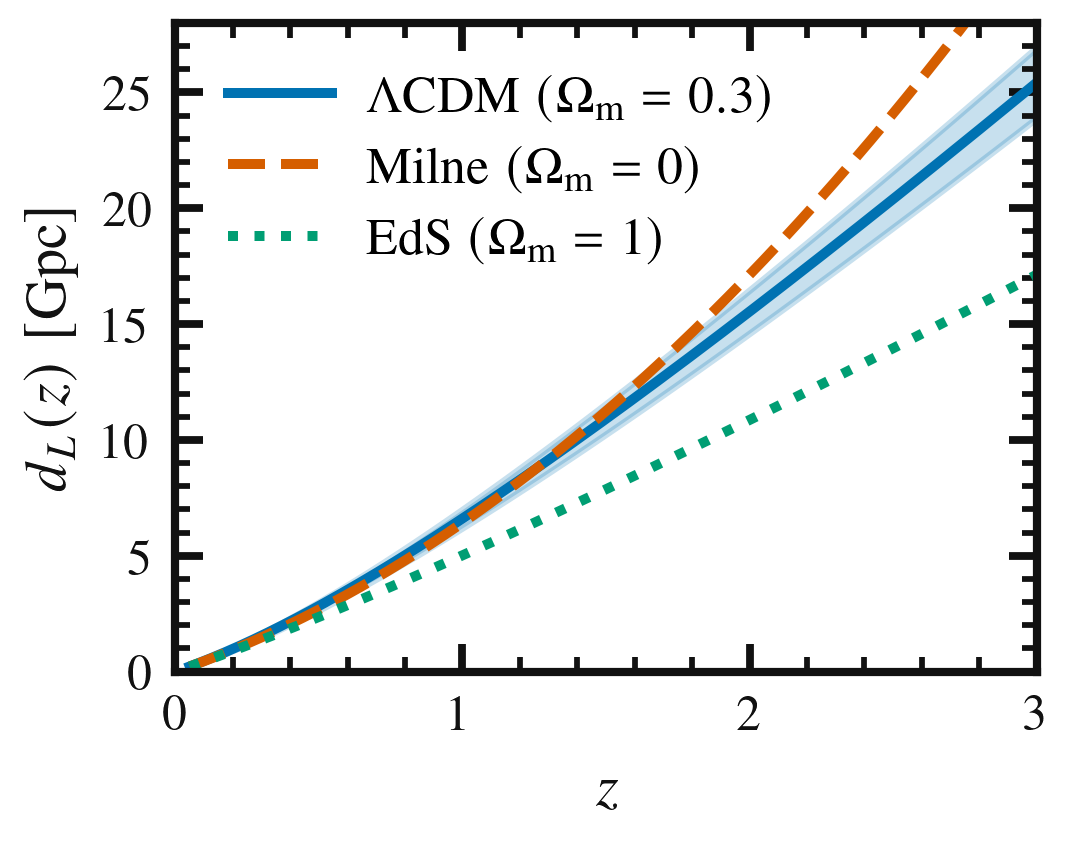 ΛCDM (Ωm = 0.3)
Milne (Ωm = 0)
EdS (Ωm = 1)
25
20
15
10
5
0
dL(z) [Gpc]
0 1 2 3
z